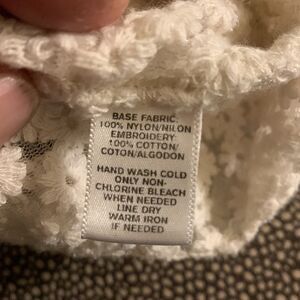 BASE FABRIC:
100% NYLON/NILON
EMBROIDERY
100% COTTON/
COTON/ALGODON
HAND WASH COLD
ONLY NON-
CHLORINE BLEACH
WHEN NEEDED
LINE DRY
WARM IRON
IF NEEDED